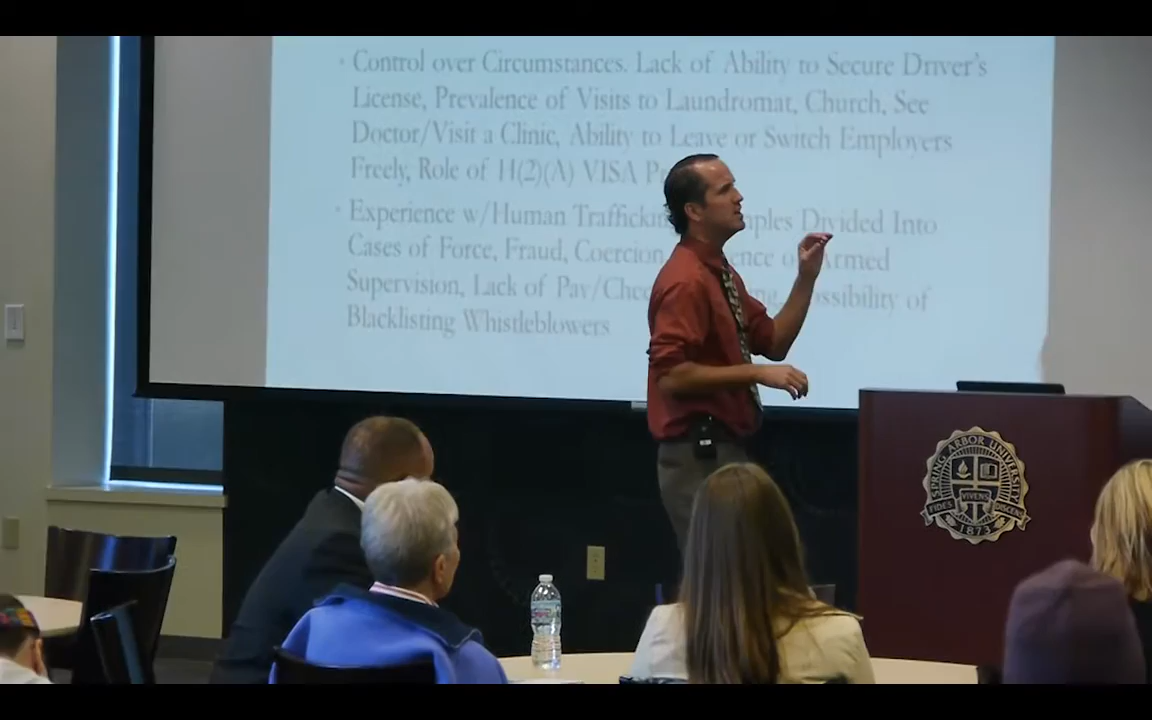 Control over Circumstances. Lack of Ability to Secure Driver's
License, Prevalence of Visits to Laundromat, Church, See
Doctor/Visit a Clinic, Ability to Leave or Switch Employers
Freely, Role of H(2)(A) VISA
Experience w/Human Divided Into
Cases of Force, Fraud, Coercion, Armed
Supervision, Lack of
Blacklisting Whistleblowers
SPRING ARBOR UNIVERSITY
FIDES VIVENS DISCENS
1873